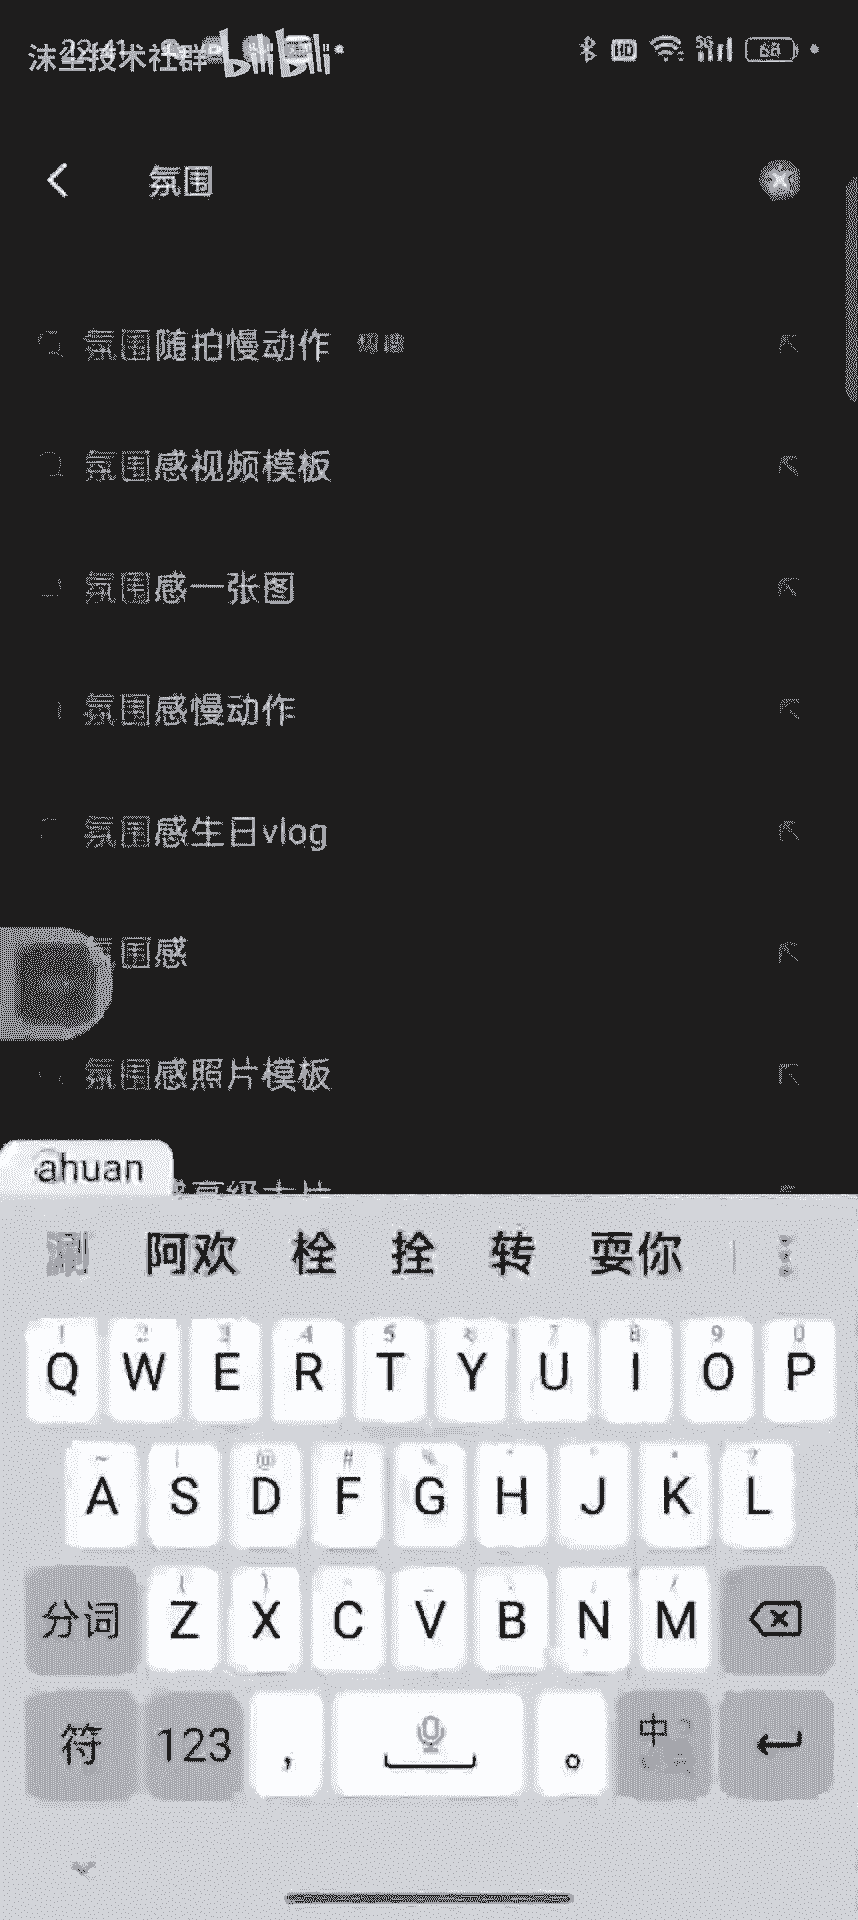 22:41
沫尘技术社群 bilibili
HD 5G 68
氛围
氛围随拍慢动作
氛围感视频模板
氛围感一张图
氛围感慢动作
氛围感生日vlog
氛围感
氛围感照片模板
ahuan
涮 阿欢 栓 拴 转 耍你
1 2 3 4 5 6 7 8 9 0
Q W E R T Y U I O P
A S D F G H J K L
分词 Z X C V B N M
符 123 , 。 中